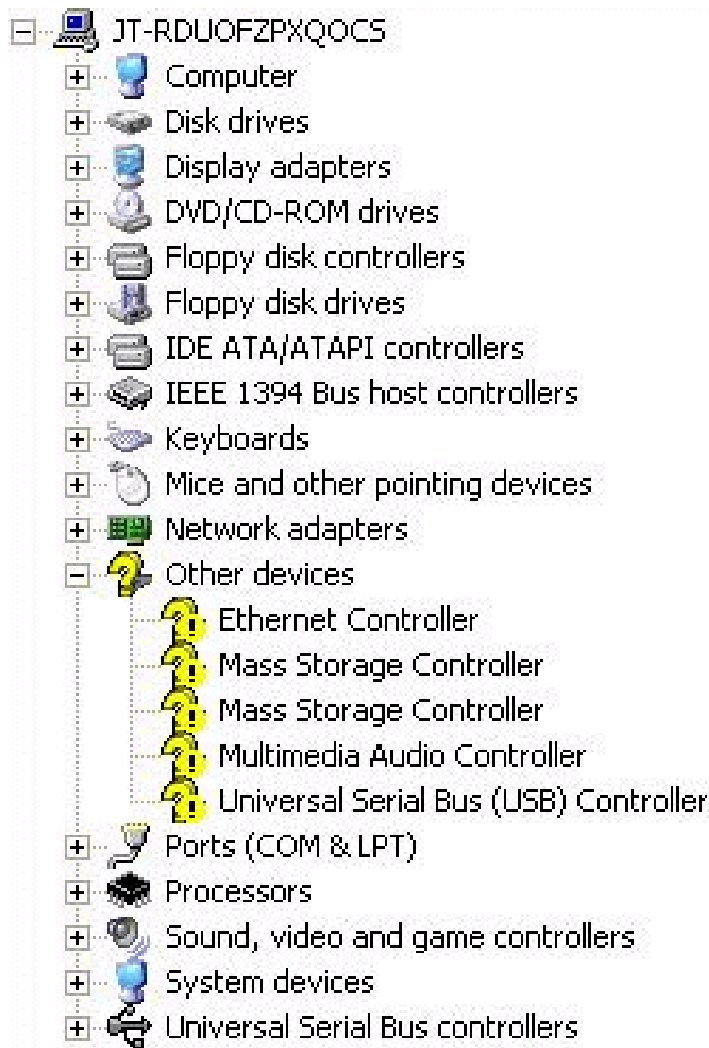 JT-RDUOFZPXQOCS
Computer
Disk drives
Display adapters
DVD/CD-ROM drives
Floppy disk controllers
Floppy disk drives
IDE ATA/ATAPI controllers
IEEE 1394 Bus host controllers
Keyboards
Mice and other pointing devices
Network adapters
Other devices
Ethernet Controller
Mass Storage Controller
Mass Storage Controller
Multimedia Audio Controller
Universal Serial Bus (USB) Controller
Ports (COM & LPT)
Processors
Sound, video and game controllers
System devices
Universal Serial Bus controllers